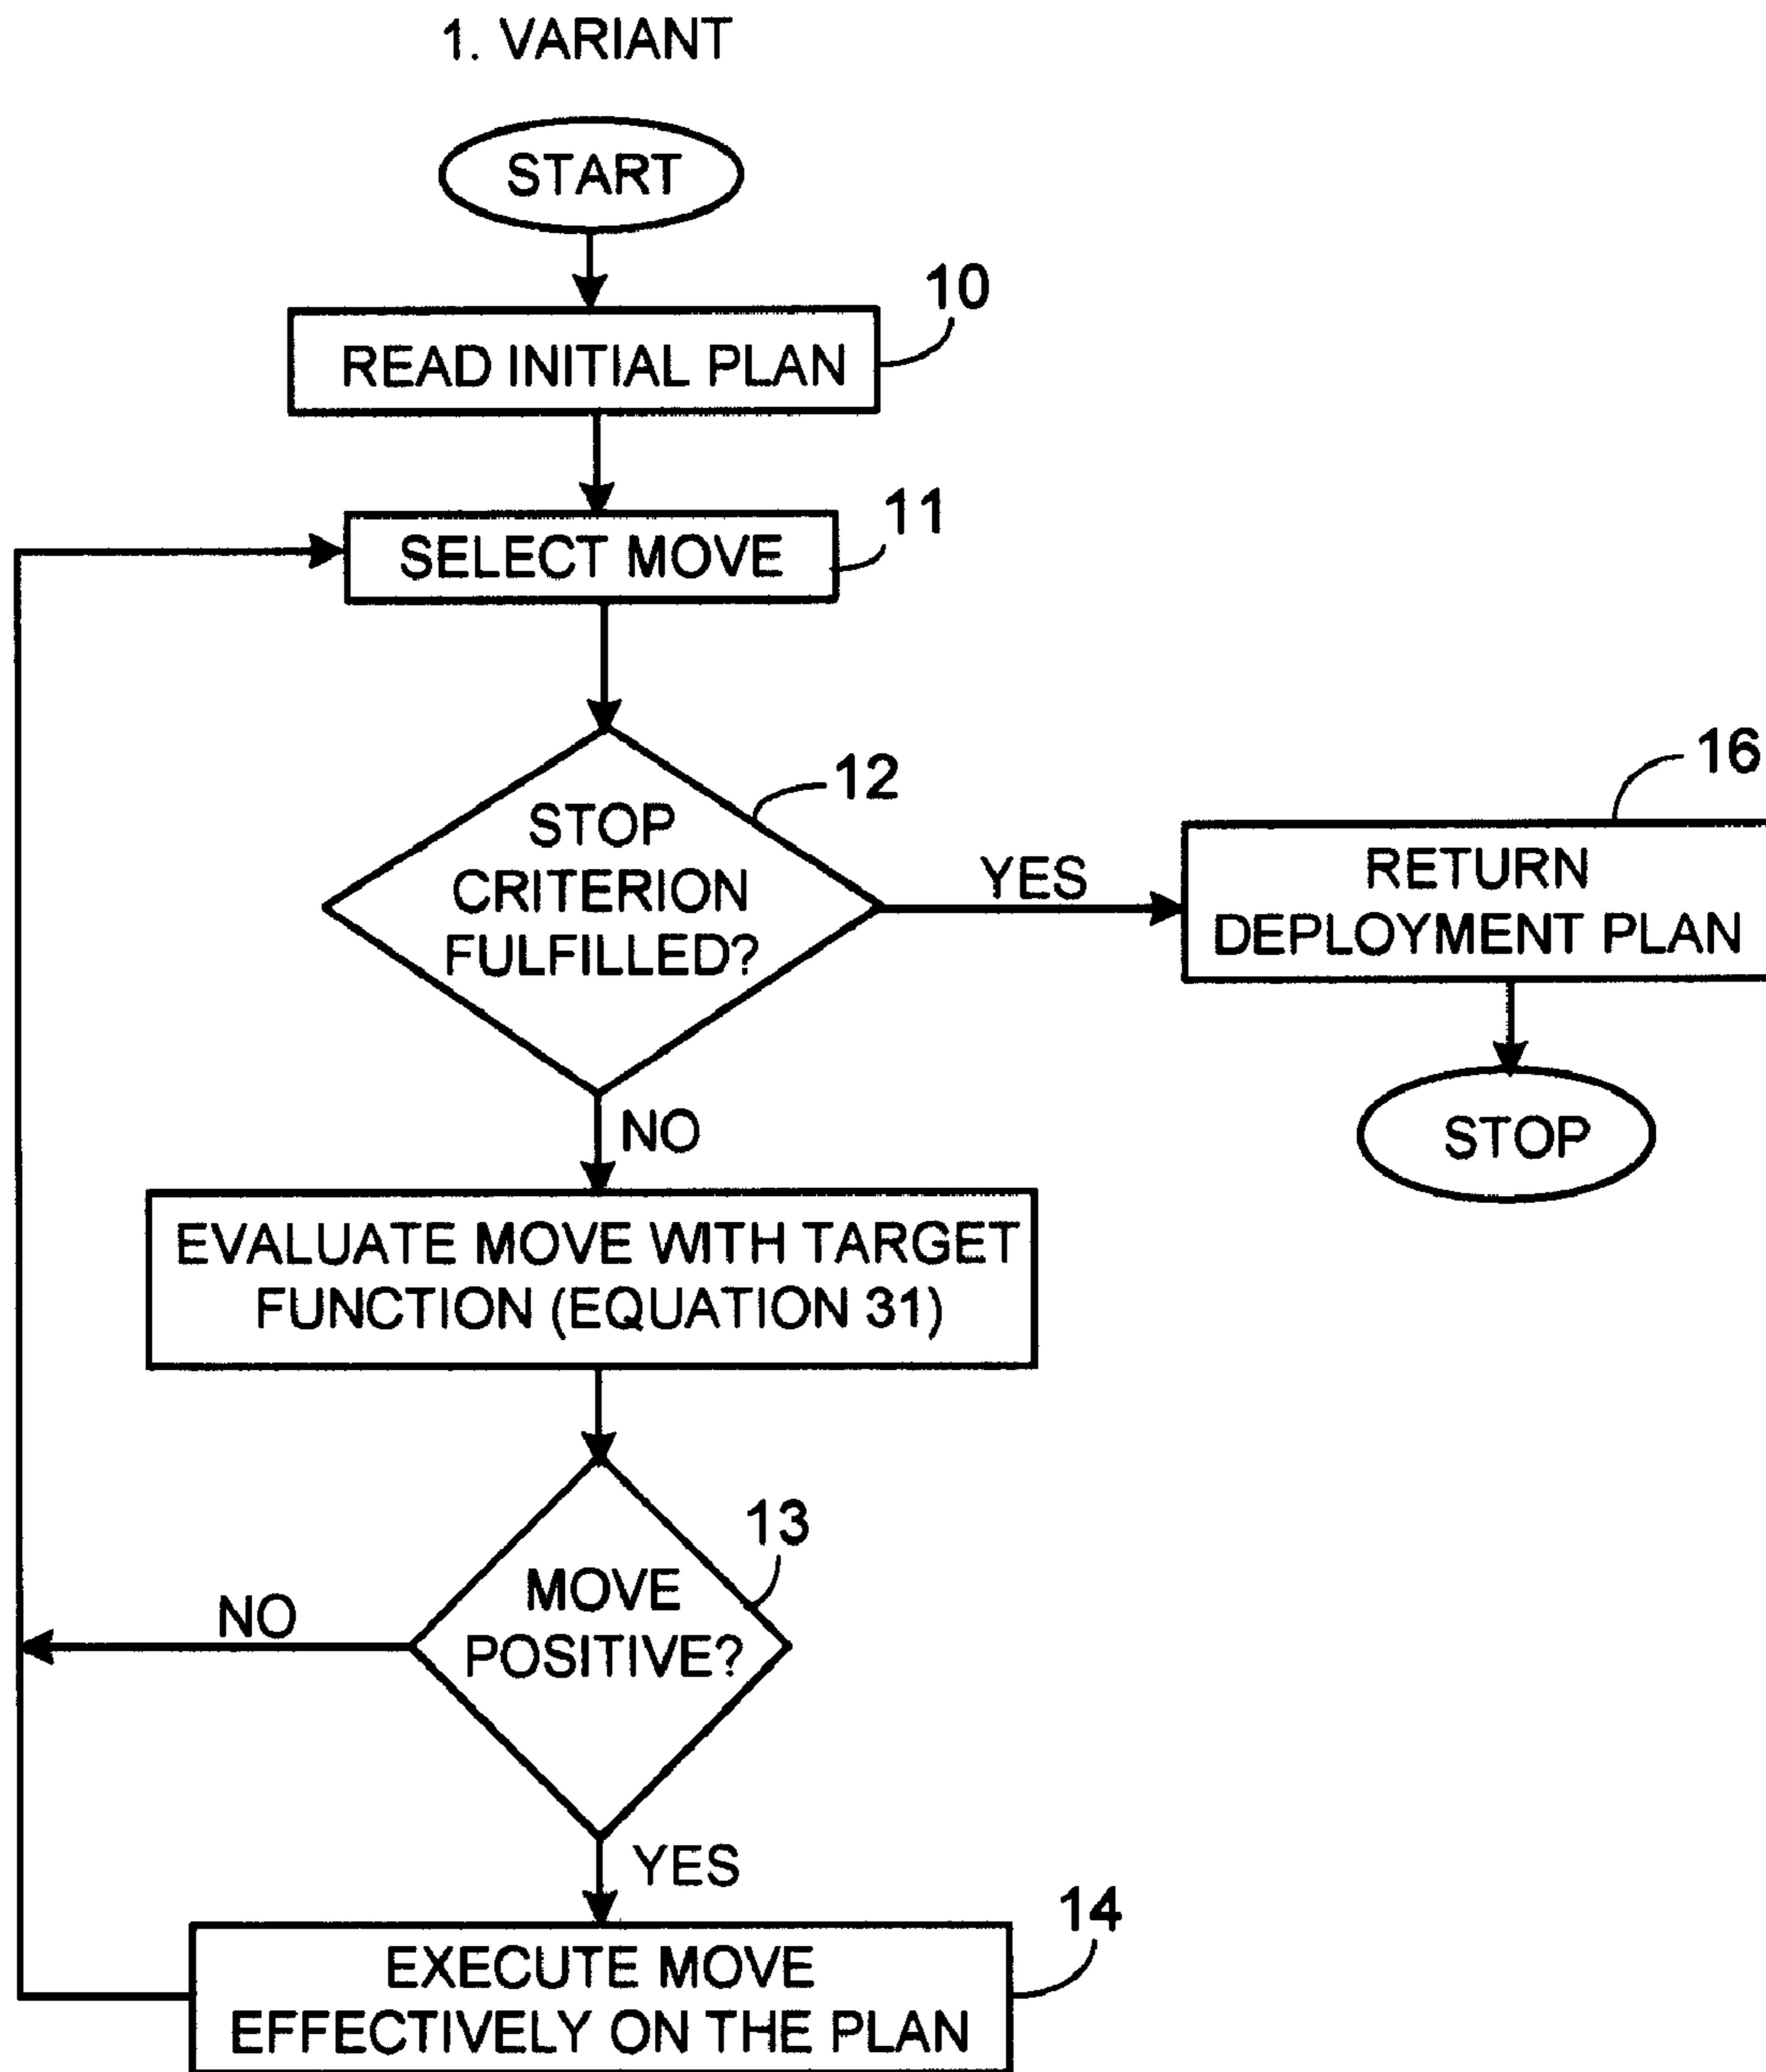 1. VARIANT
START
10
READ INITIAL PLAN
11
SELECT MOVE
12
STOP
CRITERION
FULFILLED?
YES
16
RETURN
DEPLOYMENT PLAN
STOP
NO
EVALUATE MOVE WITH TARGET
FUNCTION (EQUATION 31)
13
MOVE
POSITIVE?
NO
YES
14
EXECUTE MOVE
EFFECTIVELY ON THE PLAN